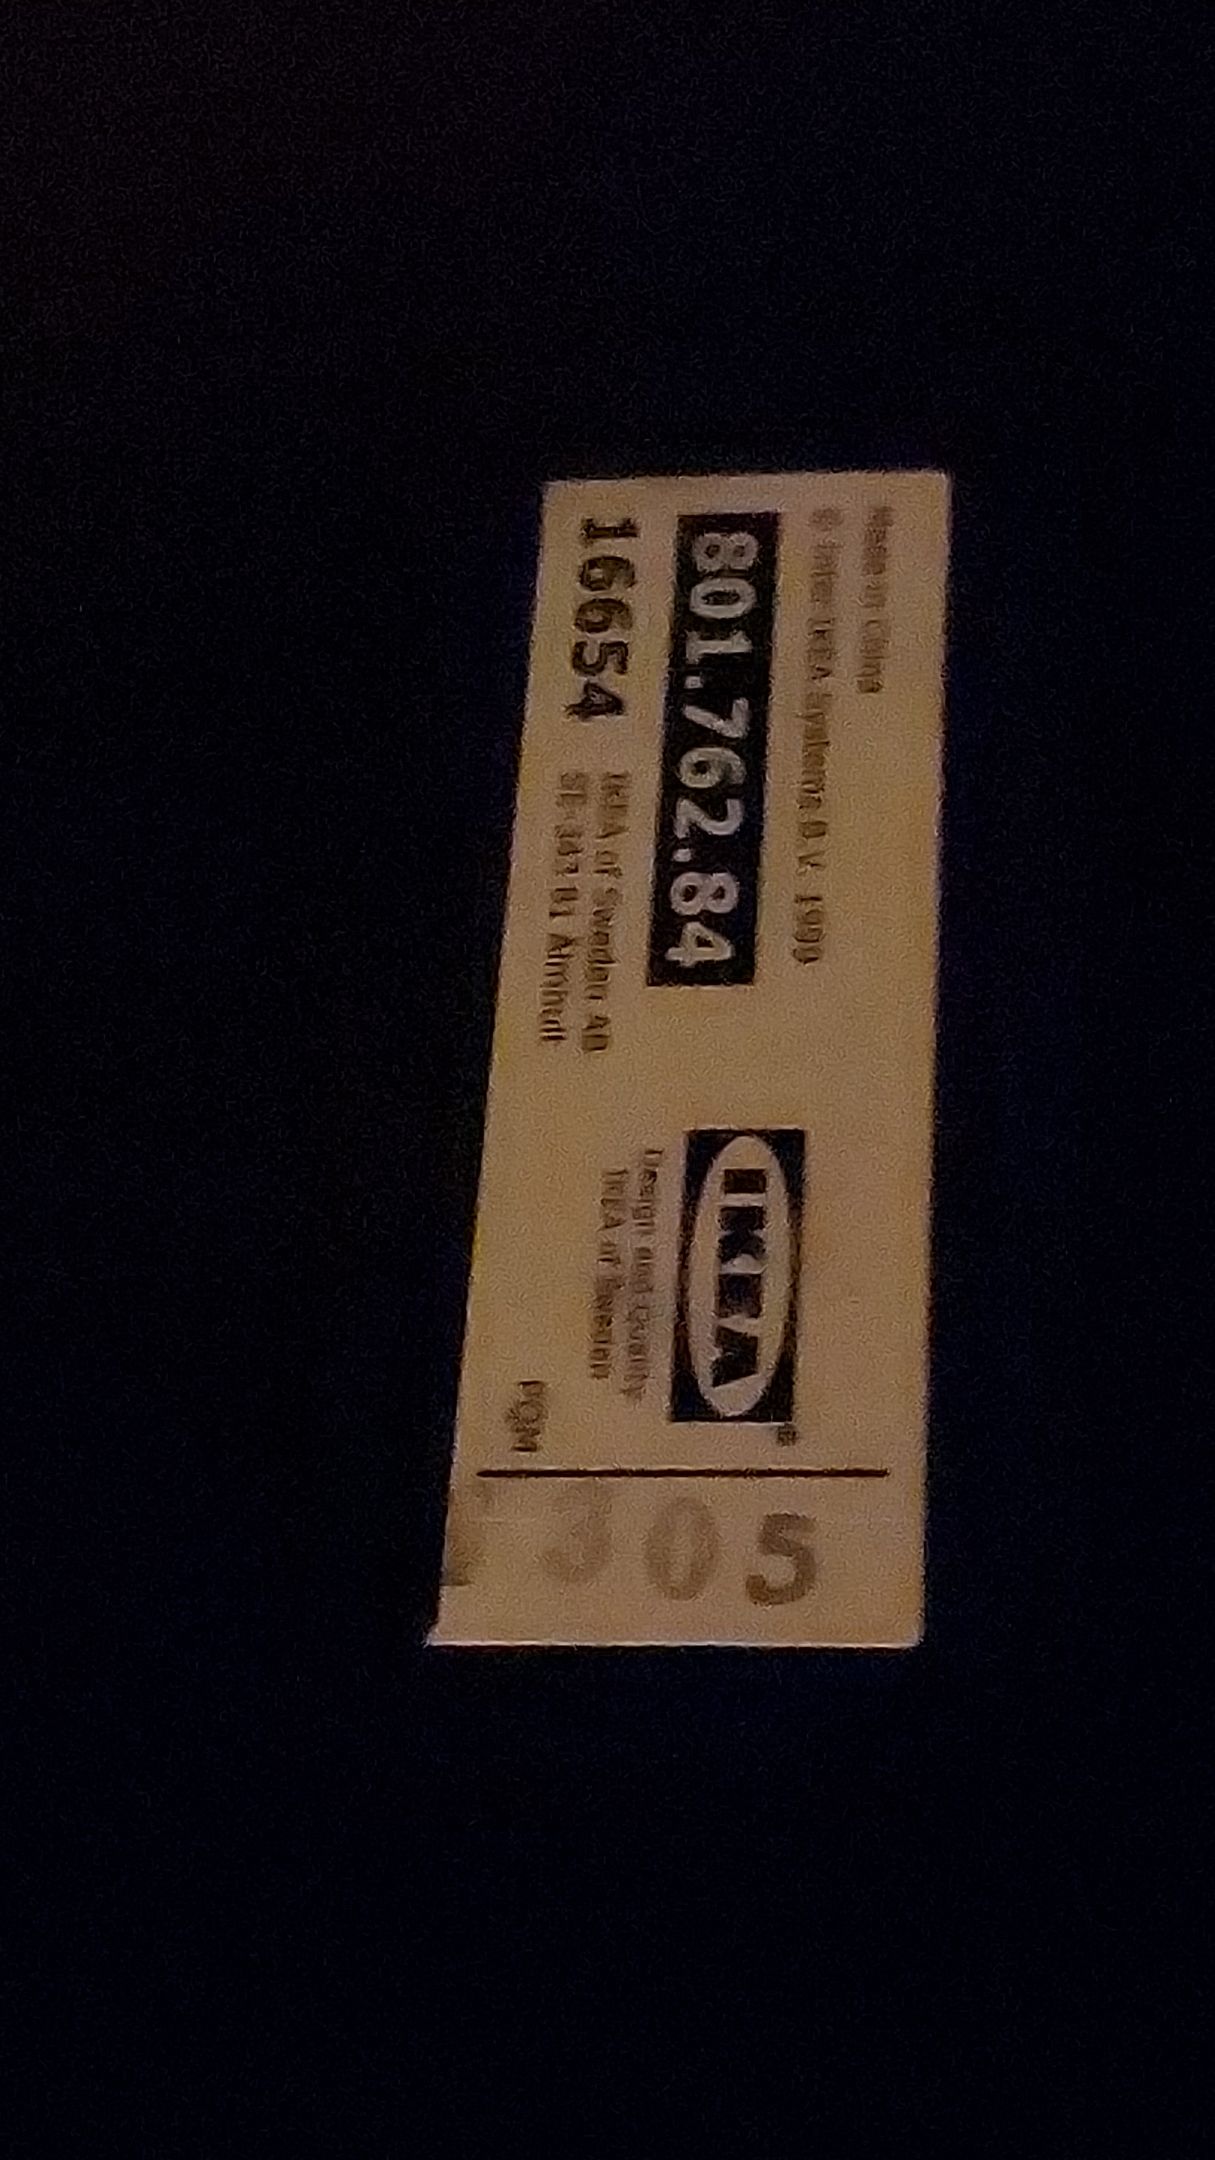 Made in China
© Inter IKEA Systems B.V. 1999
801.762.84
16654
IKEA of Sweden AB
SE-343 81 Älmhult
IKEA®
Design and Quality
IKEA of Sweden
PQM
305